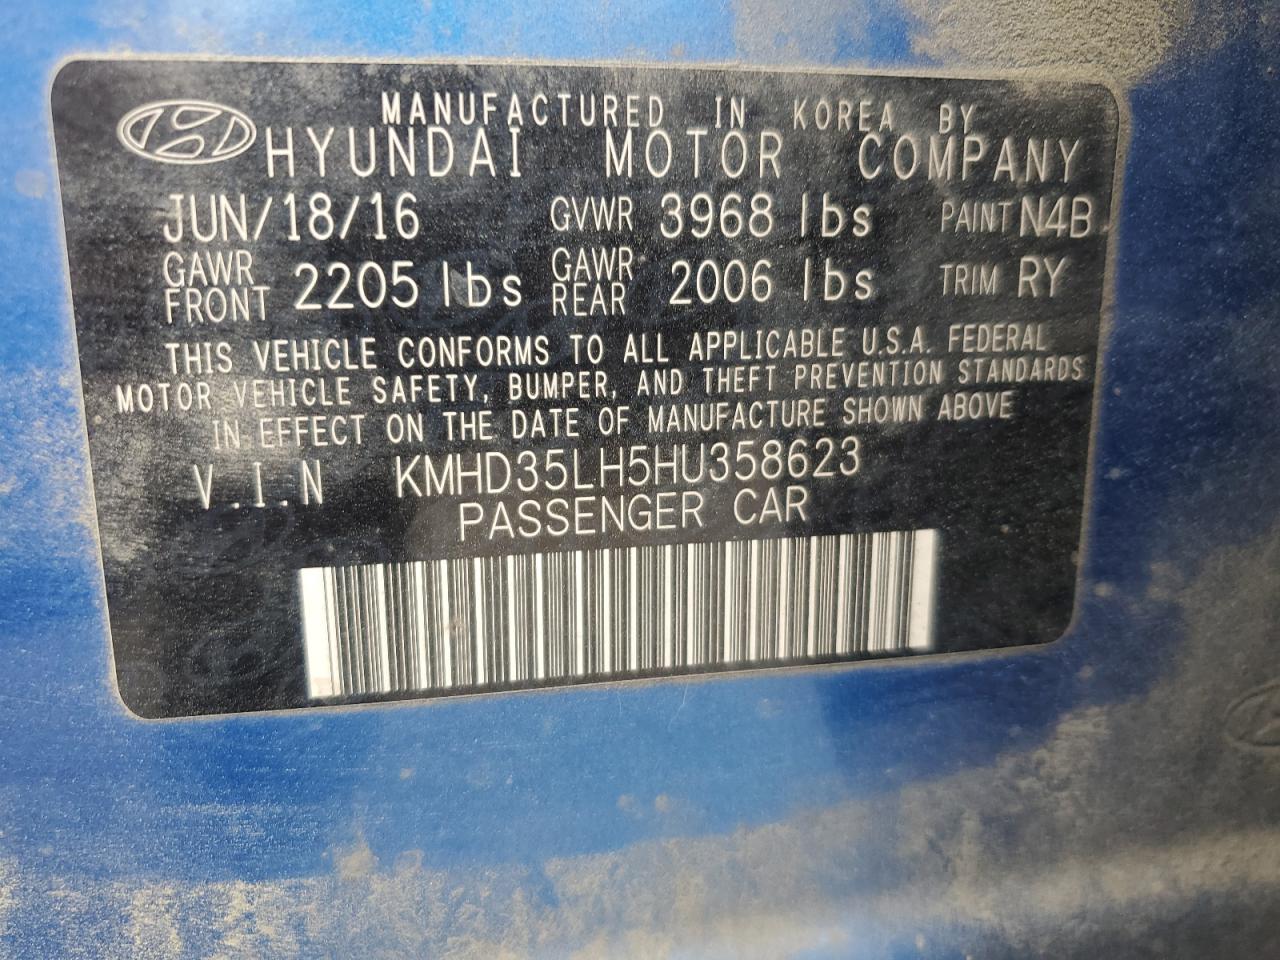 MANUFACTURED IN KOREA BY
HYUNDAI MOTOR COMPANY
JUN/18/16 GVWR 3968 lbs PAINT N4B
GAWR FRONT 2205 lbs GAWR REAR 2006 lbs TRIM RY
THIS VEHICLE CONFORMS TO ALL APPLICABLE U.S.A. FEDERAL
MOTOR VEHICLE SAFETY, BUMPER, AND THEFT PREVENTION STANDARDS
IN EFFECT ON THE DATE OF MANUFACTURE SHOWN ABOVE
V.I.N KMHD35LH5HU358623
PASSENGER CAR